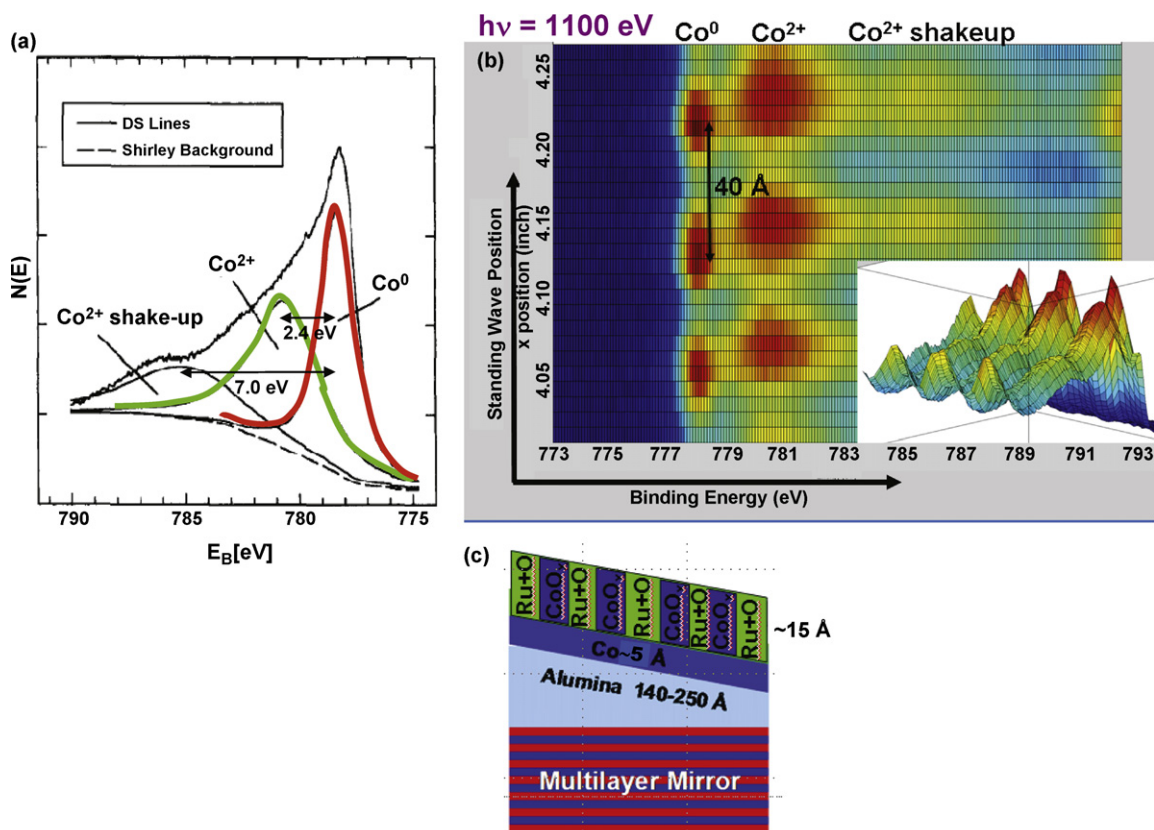 (a)
DS Lines
Shirley Background
N(E)
Co²⁺
Co⁰
Co²⁺ shake-up
2.4 eV
7.0 eV
790 785 780 775
E_B[eV]
hν = 1100 eV
Co⁰ Co²⁺ Co²⁺ shakeup
(b)
4.25
4.20
4.15
4.10
4.05
40 Å
Standing Wave Position
x position (inch)
773 775 777 779 781 783 785 787 789 791 793
Binding Energy (eV)
(c)
Ru+O
CoOₓ
Ru+O
CoOₓ
Ru+O
CoOₓ
Ru+O
CoOₓ
Ru+O
~15 Å
Co~5 Å
Alumina 140-250 Å
Multilayer Mirror